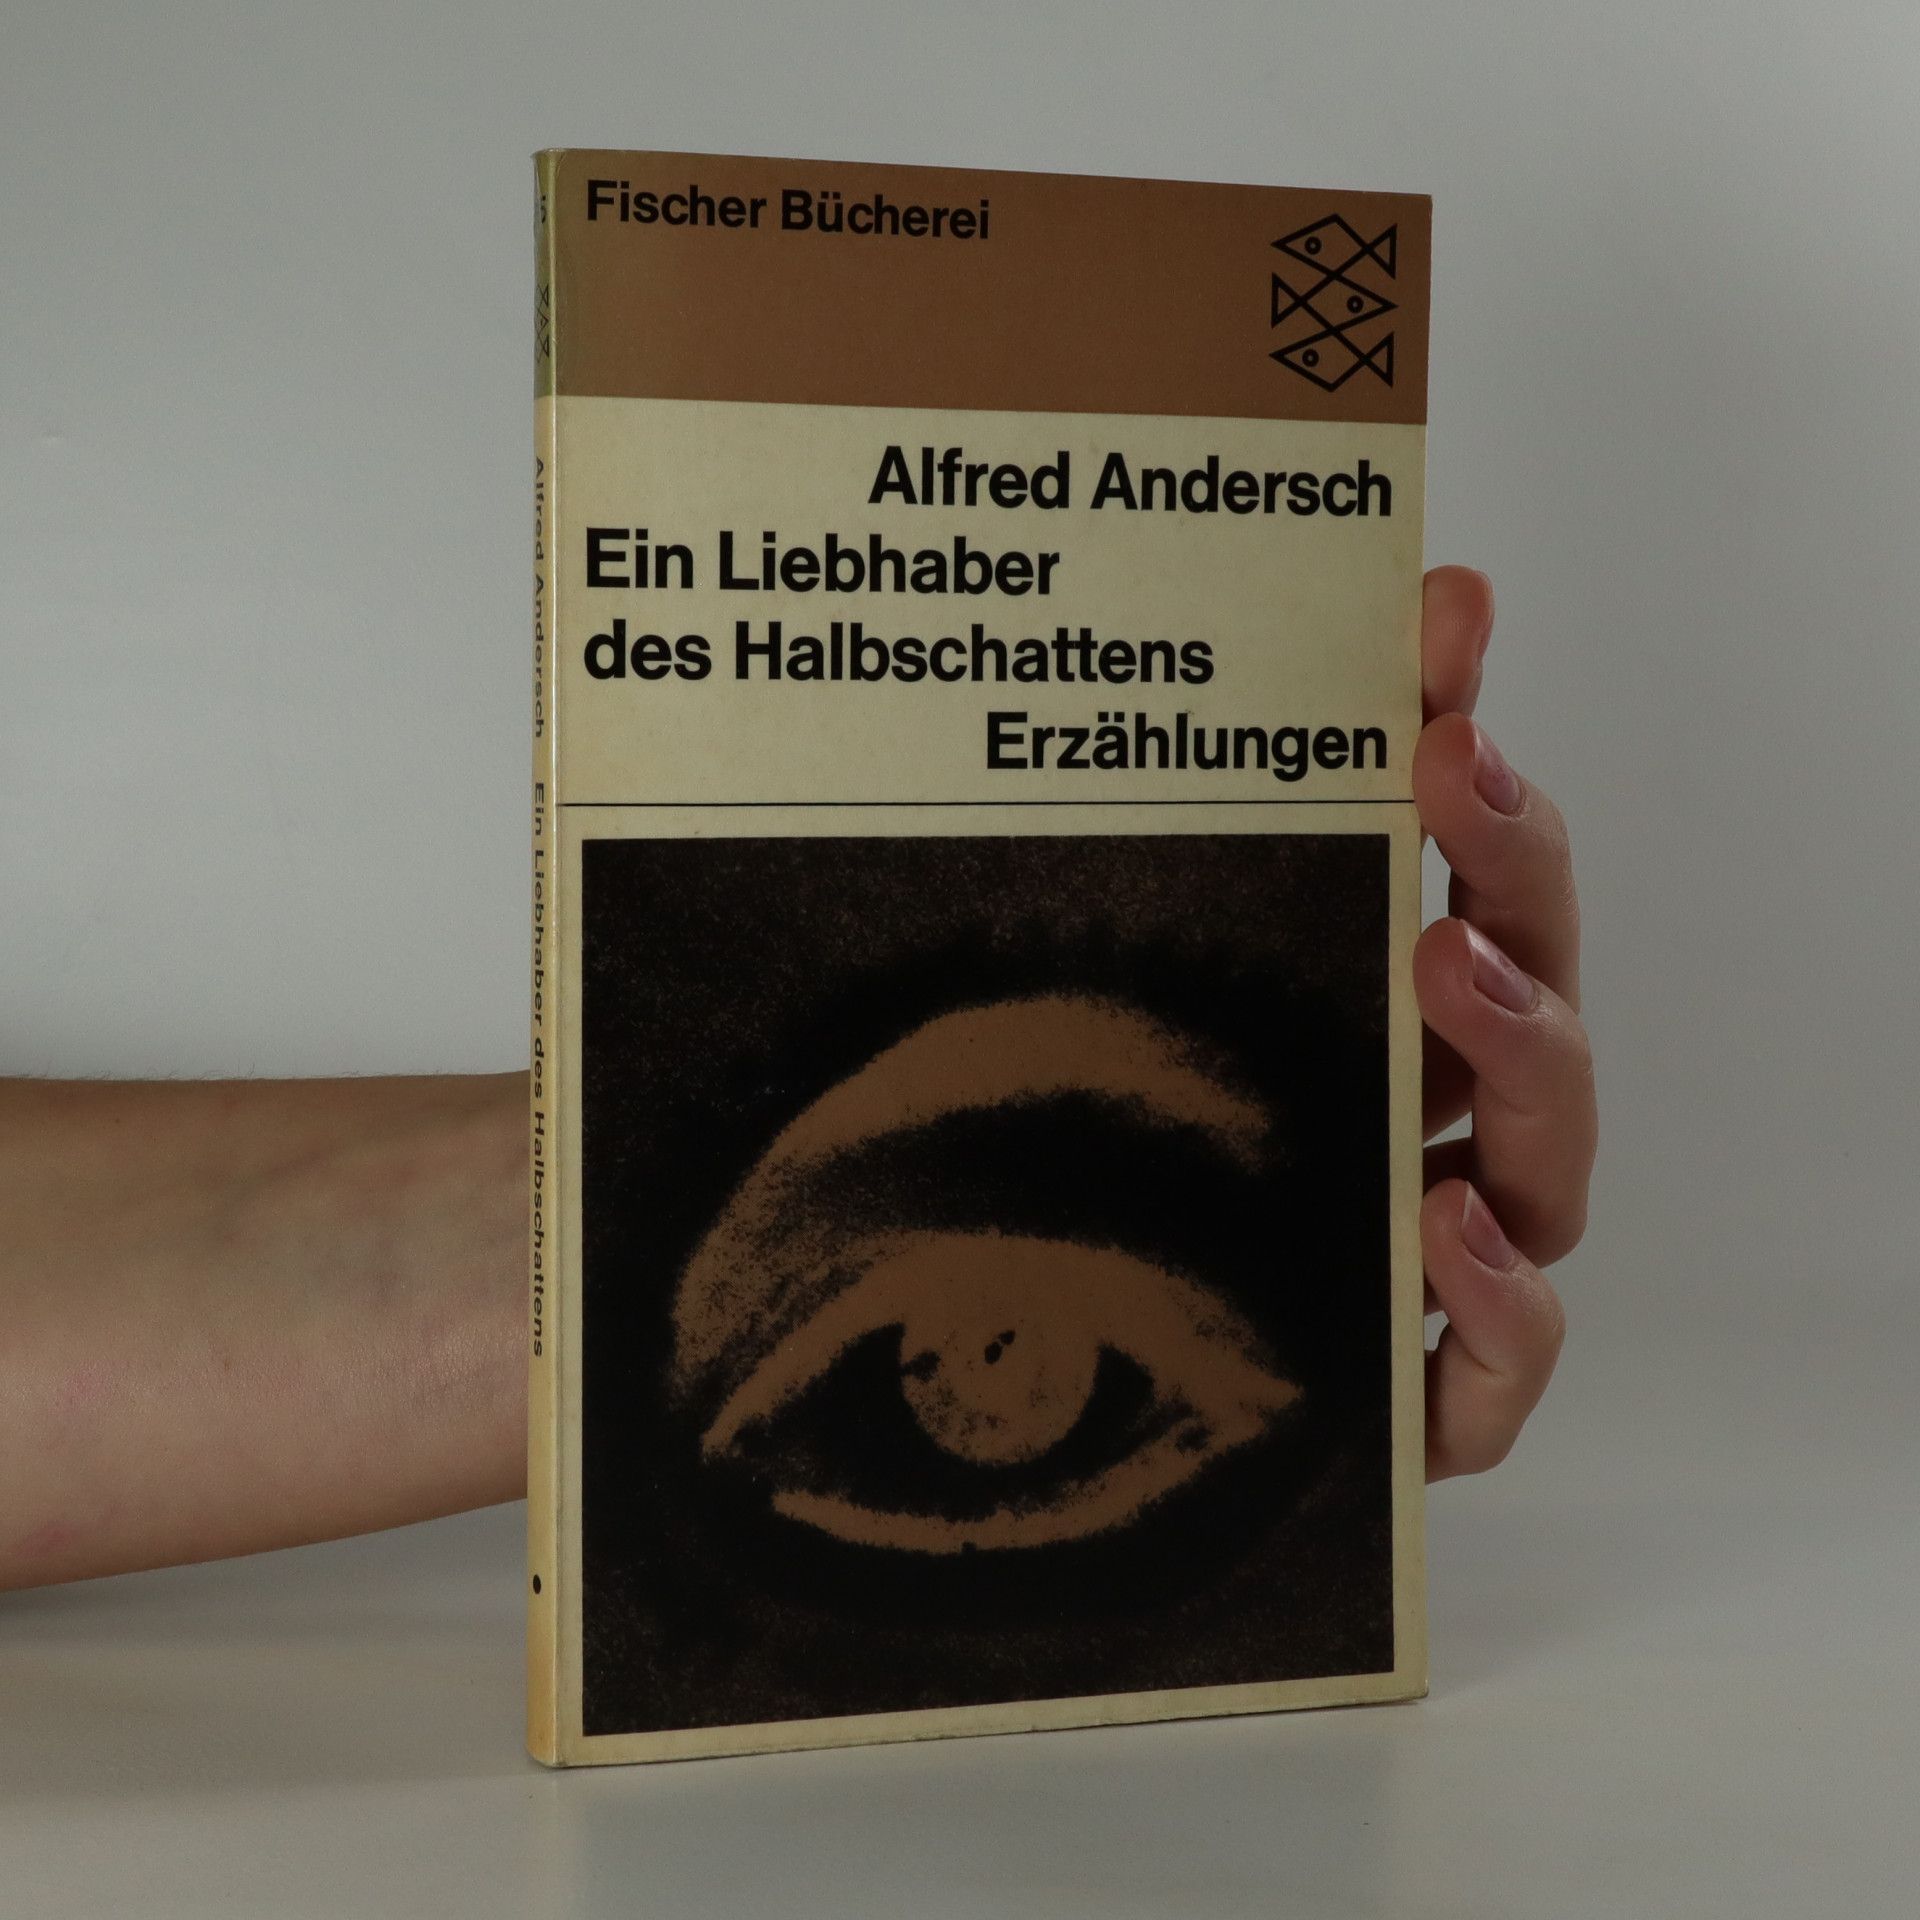 Fischer Bücherei
Alfred Andersch
Ein Liebhaber
des Halbschattens
Erzählungen
Alfred Andersch Ein Liebhaber des Halbschattens